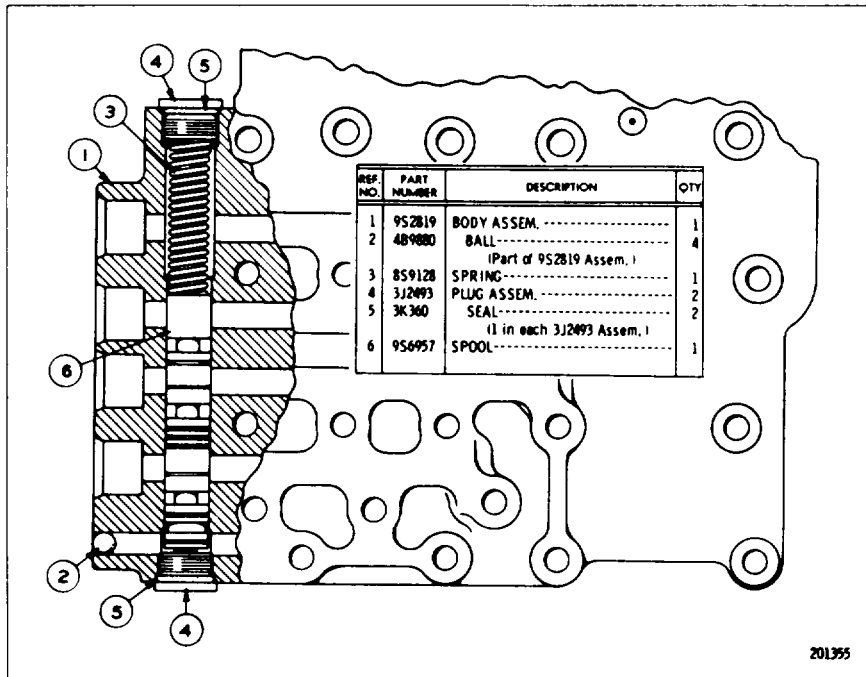 4
5
3
1
REF. NO. PART NUMBER DESCRIPTION QTY
1 9S2819 BODY ASSEM. 1
2 4B9880 BALL 4
(Part of 9S2819 Assem.)
3 8S9128 SPRING 1
4 3J2493 PLUG ASSEM. 2
5 3K360 SEAL 2
(1 in each 3J2493 Assem.)
6 9S6957 SPOOL 1
6
2
5
4
201355